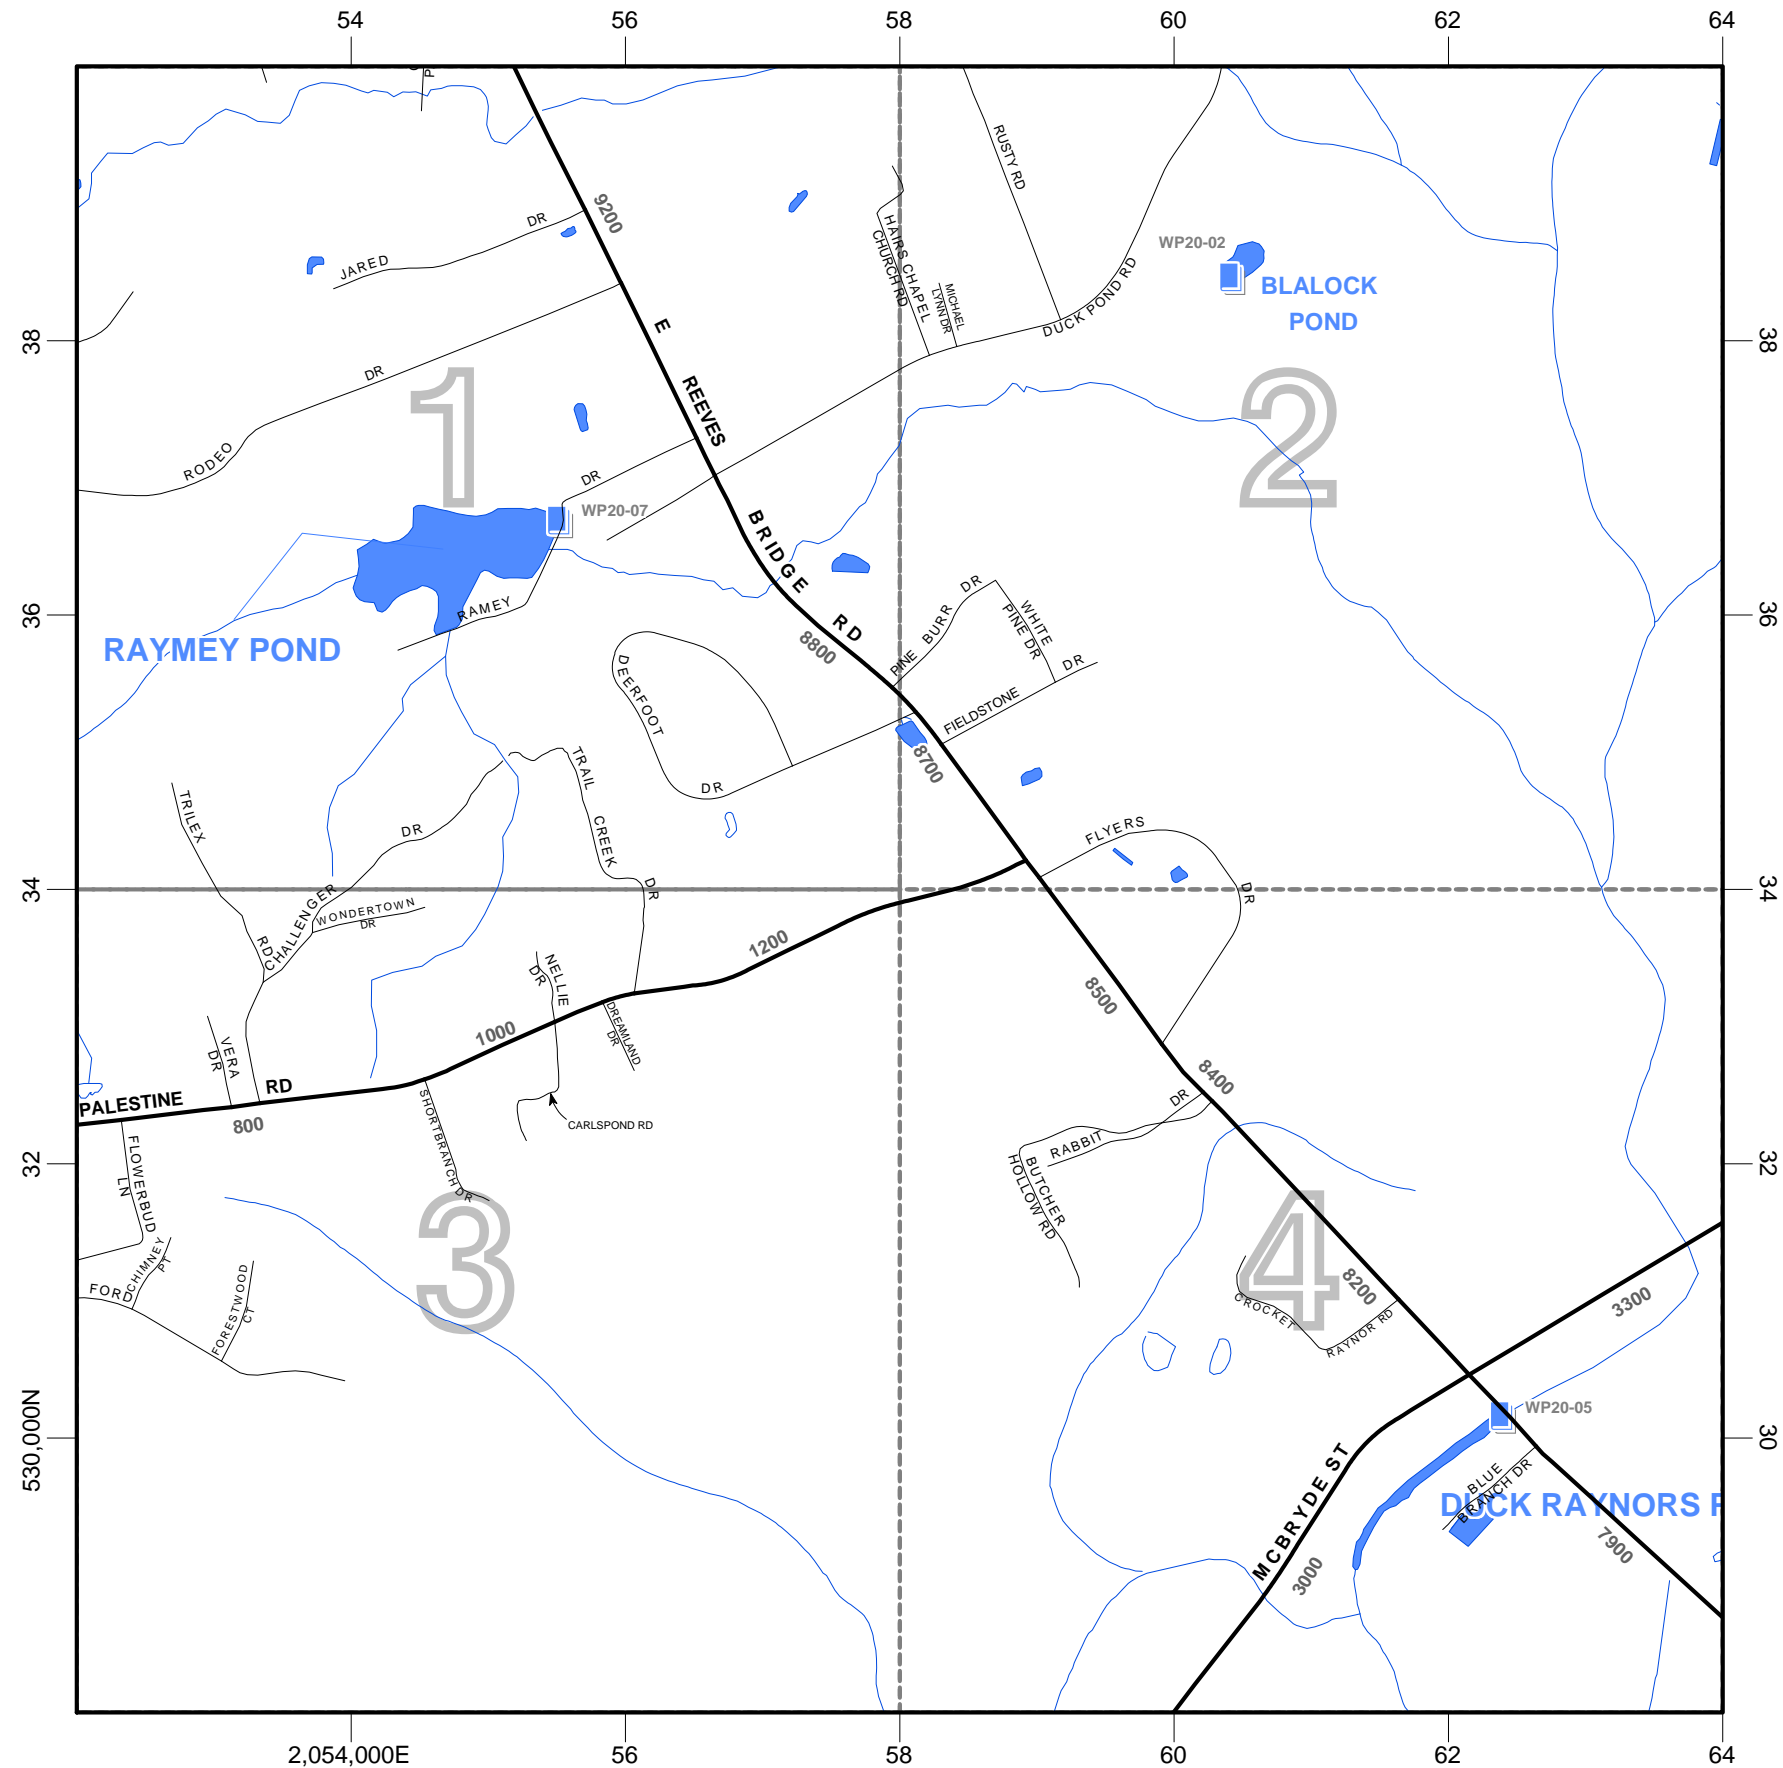 54 56 58 60 62 64
P
9200
RUSTY RD
JARED DR
HAIRS CHAPEL
CHURCH RD
MICHAEL
LYNN DR
DUCK POND RD
WP20-02
BLALOCK
POND
38
38
E REEVES BRIDGE RD
RODEO DR
1
2
DR
WP20-07
RAMEY
RAYMEY POND
36
36
8800
PINE BURR DR
WHITE
PINE DR
FIELDSTONE DR
DEERFOOT DR
8700
TRAIL CREEK DR
TRILEX RD
CHALLENGER DR
WONDERTOWN
DR
FLYERS DR
34
34
1200
NELLIE
DR
DREAMLAND
DR
8500
VERA
DR
1000
8400
PALESTINE RD
800
CARLSPOND RD
SHORTBRANCH DR
RABBIT DR
BUTCHER
HOLLOW RD
32
32
FLOWERBUD
LN
CHIMNEY
PT
FORD
FORESTWOOD
CT
3
4
8200
CROCKET
RAYNOR RD
3300
530,000N
30
WP20-05
MCBRYDE ST
BLUE
BRANCH DR
DUCK RAYNORS P
3000
7900
2,054,000E 56 58 60 62 64